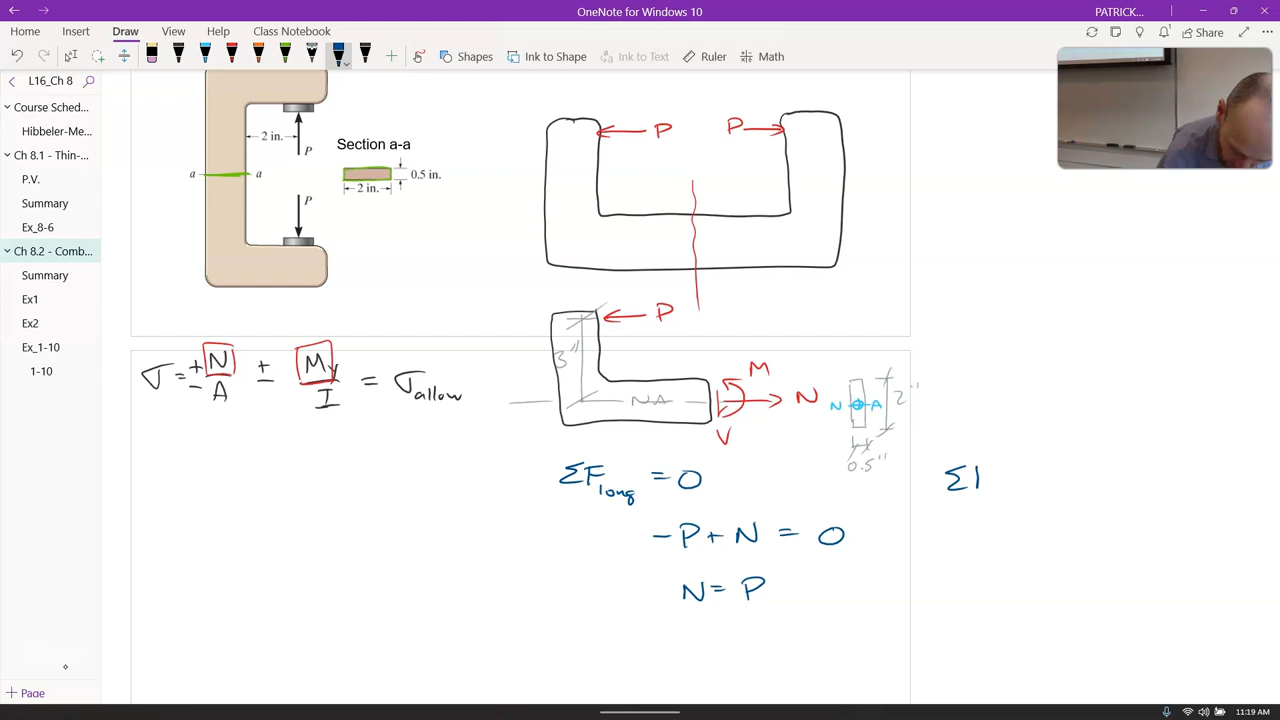 OneNote for Windows 10
PATRICK...
Home Insert Draw View Help Class Notebook
Share
Shapes Ink to Shape Ink to Text Ruler Math
L16_Ch 8
Course Sched...
Hibbeler-Me...
Ch 8.1 - Thin-...
P.V.
Summary
Ex_8-6
Ch 8.2 - Comb...
Summary
Ex1
Ex2
Ex_1-10
1-10
Page
2 in.
P
a a
P
Section a-a
0.5 in.
2 in.
P P
P
3"
NA
M
N
V
N A
2"
0.5"
σ = ± N/A ± My/I = σallow
ΣFlong = 0
-P + N = 0
N = P
Σ
11:19 AM